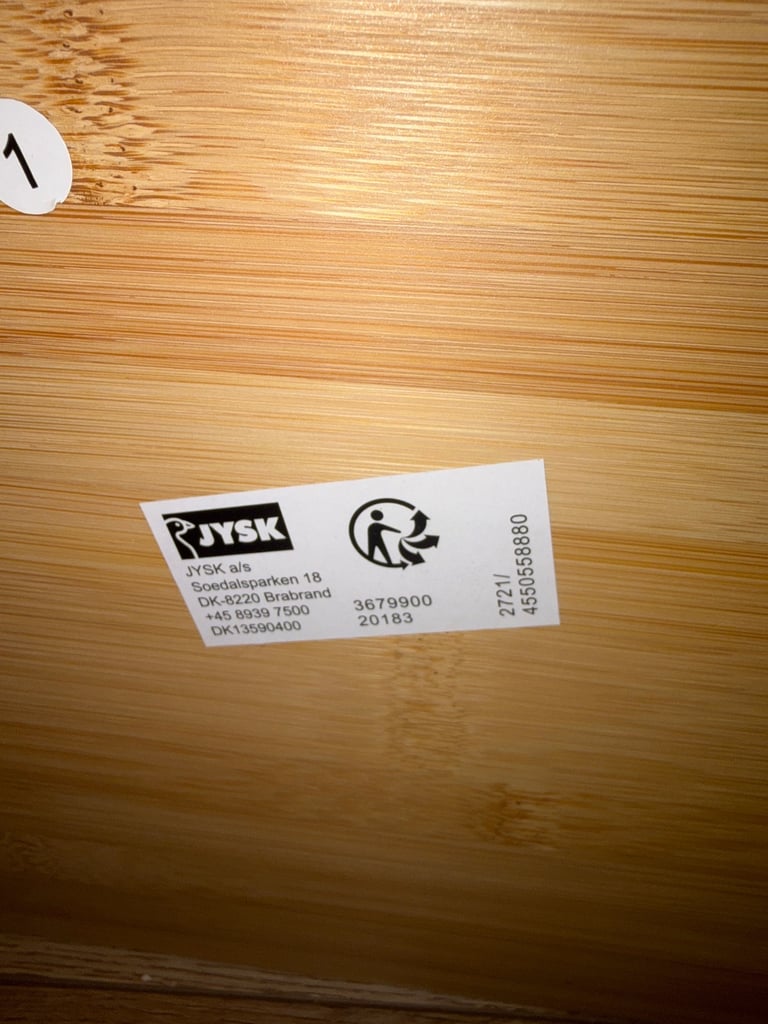 1
JYSK
JYSK a/s
Soedalsparken 18
DK-8220 Brabrand
+45 8939 7500
DK13590400
3679900
20183
2721/
4550558880